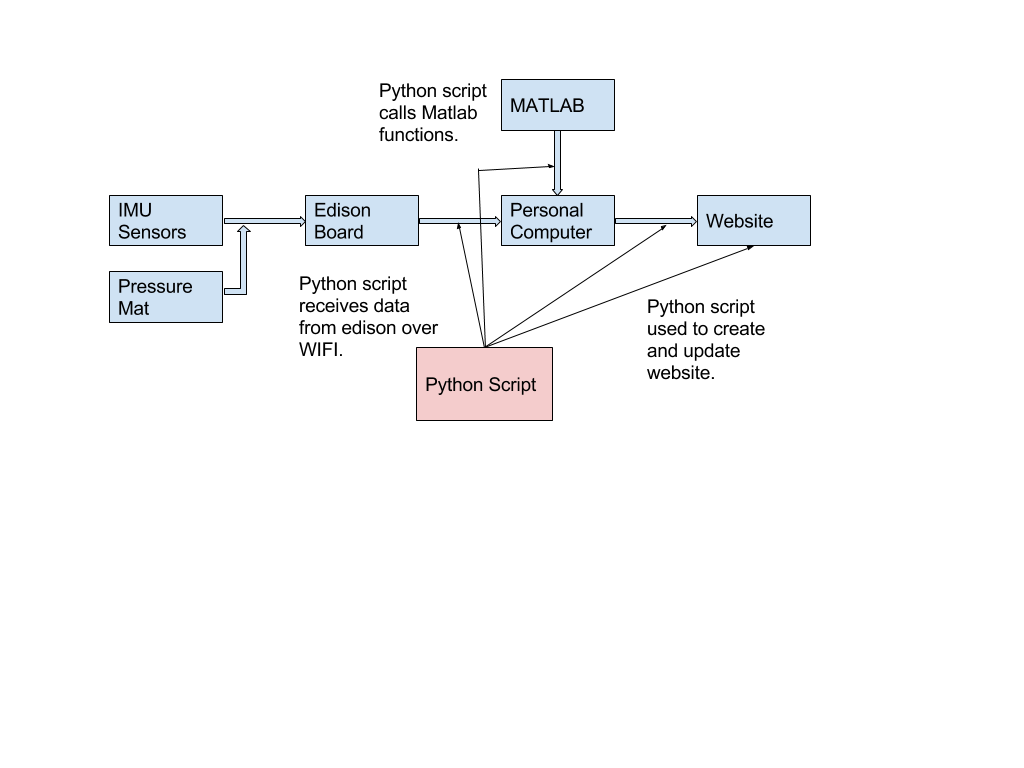 Python script
calls Matlab
functions.
MATLAB
IMU
Sensors
Edison
Board
Personal
Computer
Website
Pressure
Mat
Python script
receives data
from edison over
WIFI.
Python script
used to create
and update
website.
Python Script